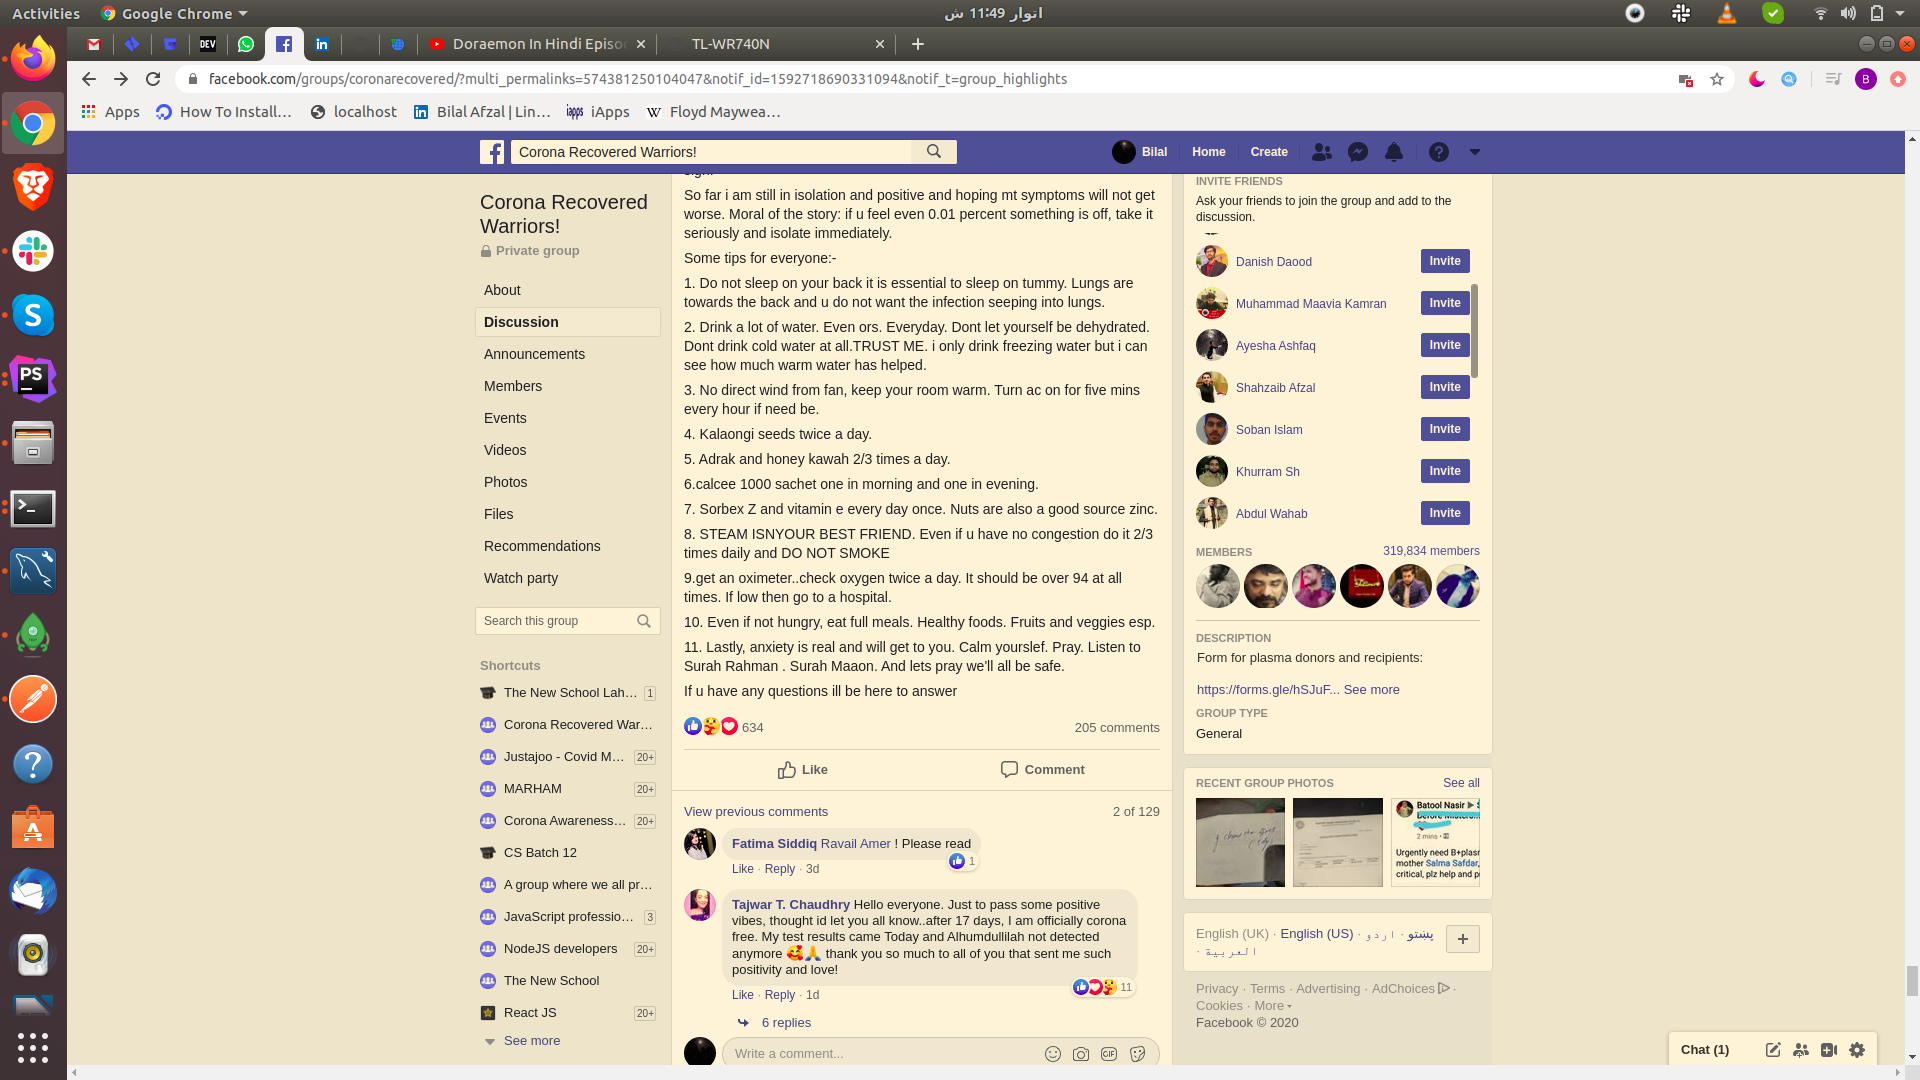 Activities
Google Chrome
اتوار 11:49 ش
Doraemon In Hindi Episo
TL-WR740N
DEV
facebook.com/groups/coronarecovered/?multi_permalinks=574381250104047&notif_id=1592718690331094&notif_t=group_highlights
B
Apps
How To Install…
localhost
Bilal Afzal | Lin…
iApps
Floyd Maywea…
Corona Recovered Warriors!
Bilal
Home
Create
Corona Recovered
Warriors!
Private group
About
Discussion
Announcements
Members
Events
Videos
Photos
Files
Recommendations
Watch party
Search this group
Shortcuts
The New School Lah… 1
Corona Recovered War…
Justajoo - Covid M… 20+
MARHAM 20+
Corona Awareness… 20+
CS Batch 12
A group where we all pr…
JavaScript professio… 3
NodeJS developers 20+
The New School
React JS 20+
See more
So far i am still in isolation and positive and hoping mt symptoms will not get
worse. Moral of the story: if u feel even 0.01 percent something is off, take it
seriously and isolate immediately.
Some tips for everyone:-
1. Do not sleep on your back it is essential to sleep on tummy. Lungs are
towards the back and u do not want the infection seeping into lungs.
2. Drink a lot of water. Even ors. Everyday. Dont let yourself be dehydrated.
Dont drink cold water at all.TRUST ME. i only drink freezing water but i can
see how much warm water has helped.
3. No direct wind from fan, keep your room warm. Turn ac on for five mins
every hour if need be.
4. Kalaongi seeds twice a day.
5. Adrak and honey kawah 2/3 times a day.
6.calcee 1000 sachet one in morning and one in evening.
7. Sorbex Z and vitamin e every day once. Nuts are also a good source zinc.
8. STEAM ISNYOUR BEST FRIEND. Even if u have no congestion do it 2/3
times daily and DO NOT SMOKE
9.get an oximeter..check oxygen twice a day. It should be over 94 at all
times. If low then go to a hospital.
10. Even if not hungry, eat full meals. Healthy foods. Fruits and veggies esp.
11. Lastly, anxiety is real and will get to you. Calm yourslef. Pray. Listen to
Surah Rahman . Surah Maaon. And lets pray we'll all be safe.
If u have any questions ill be here to answer
634
205 comments
Like
Comment
View previous comments
2 of 129
Fatima Siddiq Ravail Amer ! Please read
1
Like · Reply · 3d
Tajwar T. Chaudhry Hello everyone. Just to pass some positive
vibes, thought id let you all know..after 17 days, I am officially corona
free. My test results came Today and Alhumdullilah not detected
anymore 🥰🙏 thank you so much to all of you that sent me such
positivity and love!
11
Like · Reply · 1d
6 replies
Write a comment...
GIF
INVITE FRIENDS
Ask your friends to join the group and add to the
discussion.
Danish Daood Invite
Muhammad Maavia Kamran Invite
Ayesha Ashfaq Invite
Shahzaib Afzal Invite
Soban Islam Invite
Khurram Sh Invite
Abdul Wahab Invite
MEMBERS
319,834 members
DESCRIPTION
Form for plasma donors and recipients:
https://forms.gle/hSJuF... See more
GROUP TYPE
General
RECENT GROUP PHOTOS
See all
Batool Nasir
2 mins
Urgently need B+plas
mother Salma Safdar,
critical, plz help and p
English (UK) · English (US) · اردو · پښتو
· العربية
Privacy · Terms · Advertising · AdChoices ·
Cookies · More
Facebook © 2020
Chat (1)